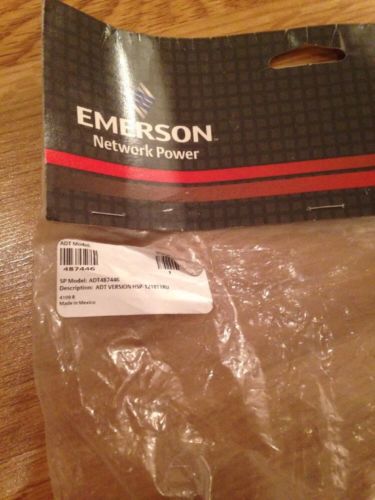 EMERSON
Network Power
ADT Model:
487446
SP Model: ADT487446
Description: ADT VERSION
Made in Mexico